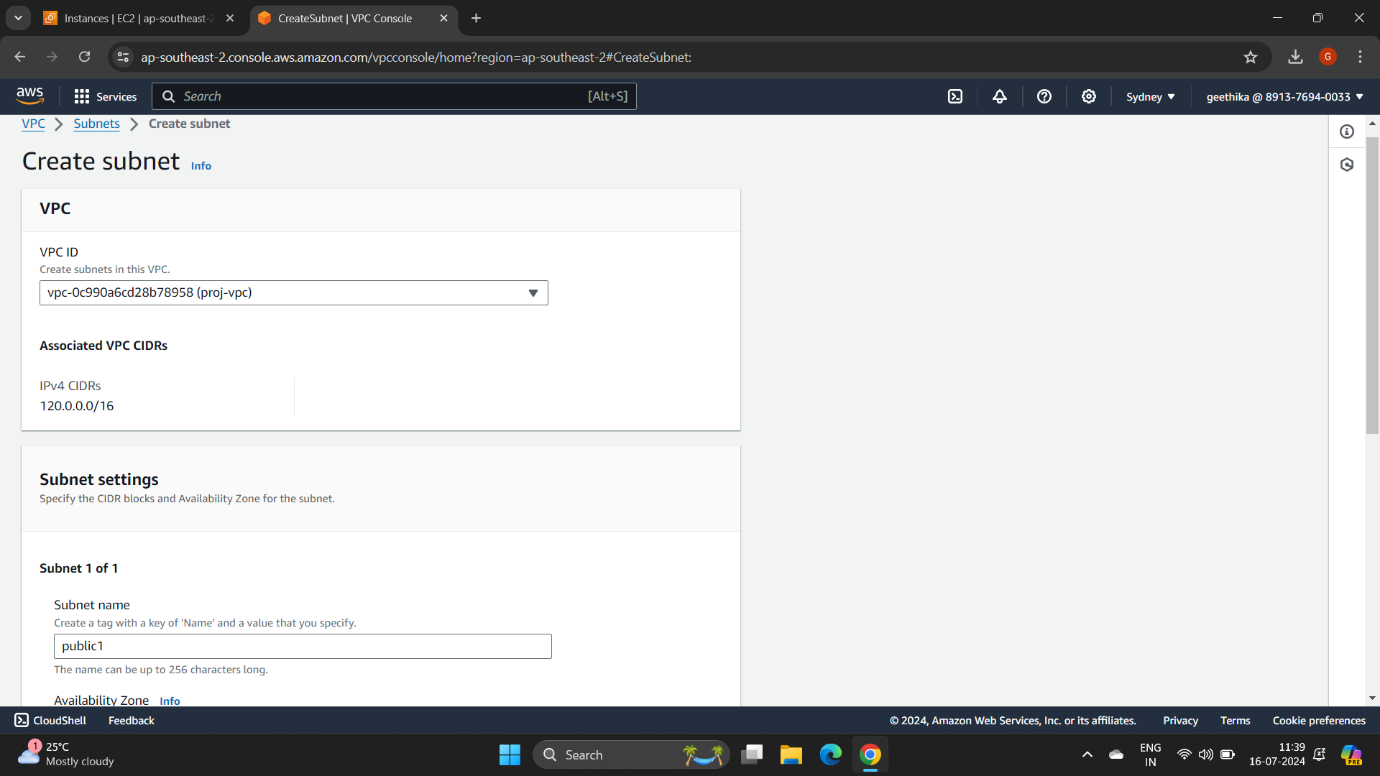 Instances | EC2 | ap-southeast-2
CreateSubnet | VPC Console
ap-southeast-2.console.aws.amazon.com/vpcconsole/home?region=ap-southeast-2#CreateSubnet:
G
aws
Services
Search
[Alt+S]
Sydney
geethika @ 8913-7694-0033
VPC
Subnets
Create subnet
Create subnet
Info
VPC
VPC ID
Create subnets in this VPC.
vpc-0c990a6cd28b78958 (proj-vpc)
Associated VPC CIDRs
IPv4 CIDRs
120.0.0.0/16
Subnet settings
Specify the CIDR blocks and Availability Zone for the subnet.
Subnet 1 of 1
Subnet name
Create a tag with a key of 'Name' and a value that you specify.
public1
The name can be up to 256 characters long.
Availability Zone
Info
CloudShell
Feedback
© 2024, Amazon Web Services, Inc. or its affiliates.
Privacy
Terms
Cookie preferences
1
25°C
Mostly cloudy
Search
ENG
IN
11:39
16-07-2024
PRE